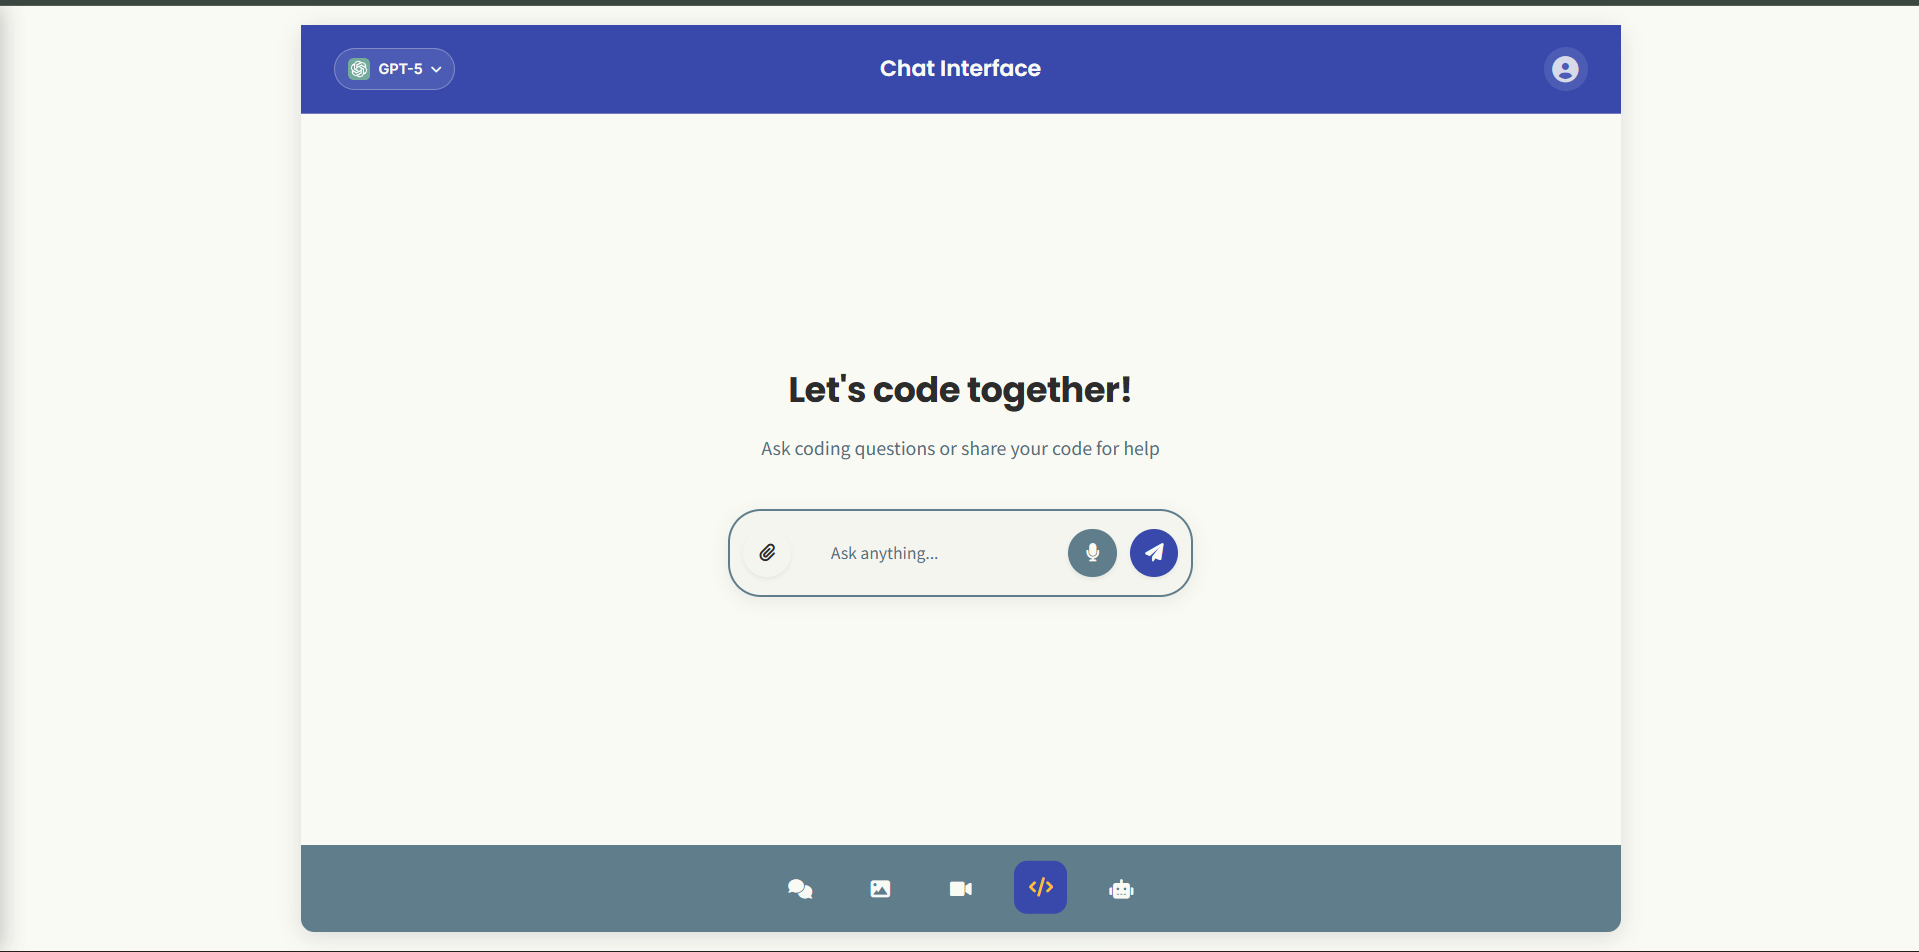 GPT-5
Chat Interface
Let's code together!
Ask coding questions or share your code for help
Ask anything...